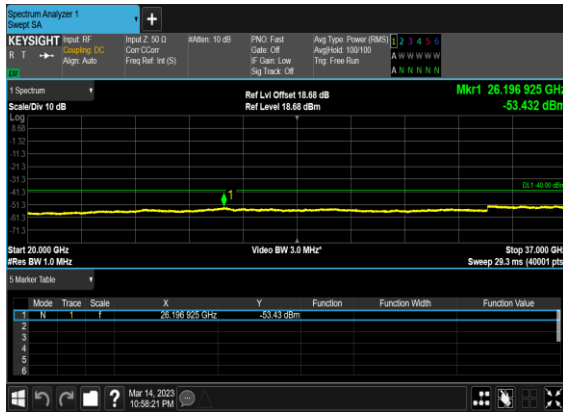 Spectrum Analyzer 1
Swept SA
+
KEYSIGHT Input: RF Input Z: 50 Ω #Atten: 10 dB PNO: Fast Avg Type: Power (RMS) 1 2 3 4 5 6
R T Coupling: DC Corr CCorr Gate: Off Avg|Hold: 100/100 A W W W W W
Align: Auto Freq Ref: Int (S) IF Gain: Low Trig: Free Run
LXI Sig Track: Off A N N N N N
1 Spectrum
Ref Lvl Offset 18.68 dB Mkr1 26.196 925 GHz
Scale/Div 10 dB Ref Level 18.68 dBm -53.432 dBm
Log
8.68
-1.32
-11.3
-21.3
-31.3
DL1 -40.00 dBm
-41.3
1
-51.3
-61.3
-71.3
Start 20.000 GHz Video BW 3.0 MHz* Stop 37.000 GHz
#Res BW 1.0 MHz Sweep 29.3 ms (40001 pts)
5 Marker Table
Mode Trace Scale X Y Function Function Width Function Value
1 N 1 f 26.196 925 GHz -53.43 dBm
2
3
4
5
6
? Mar 14, 2023
10:58:21 PM